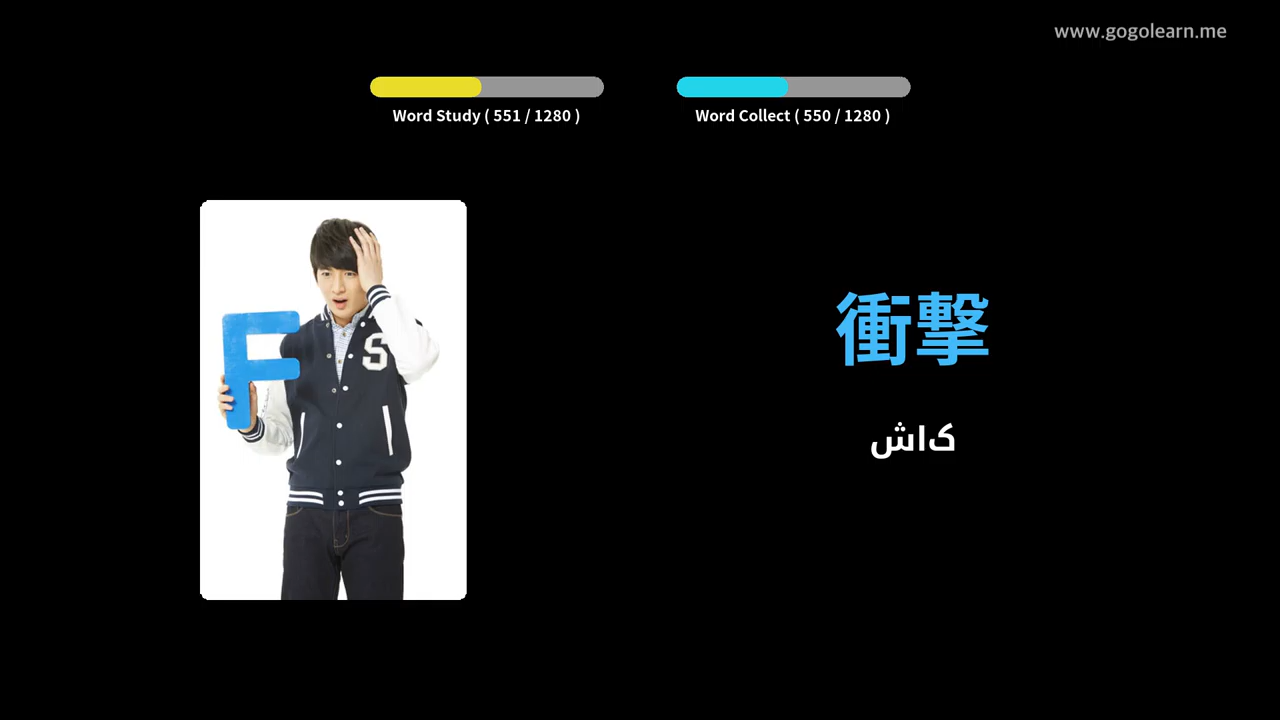 www.gogolearn.me
Word Study ( 551 / 1280 )
Word Collect ( 550 / 1280 )
F
S
衝撃
کاش